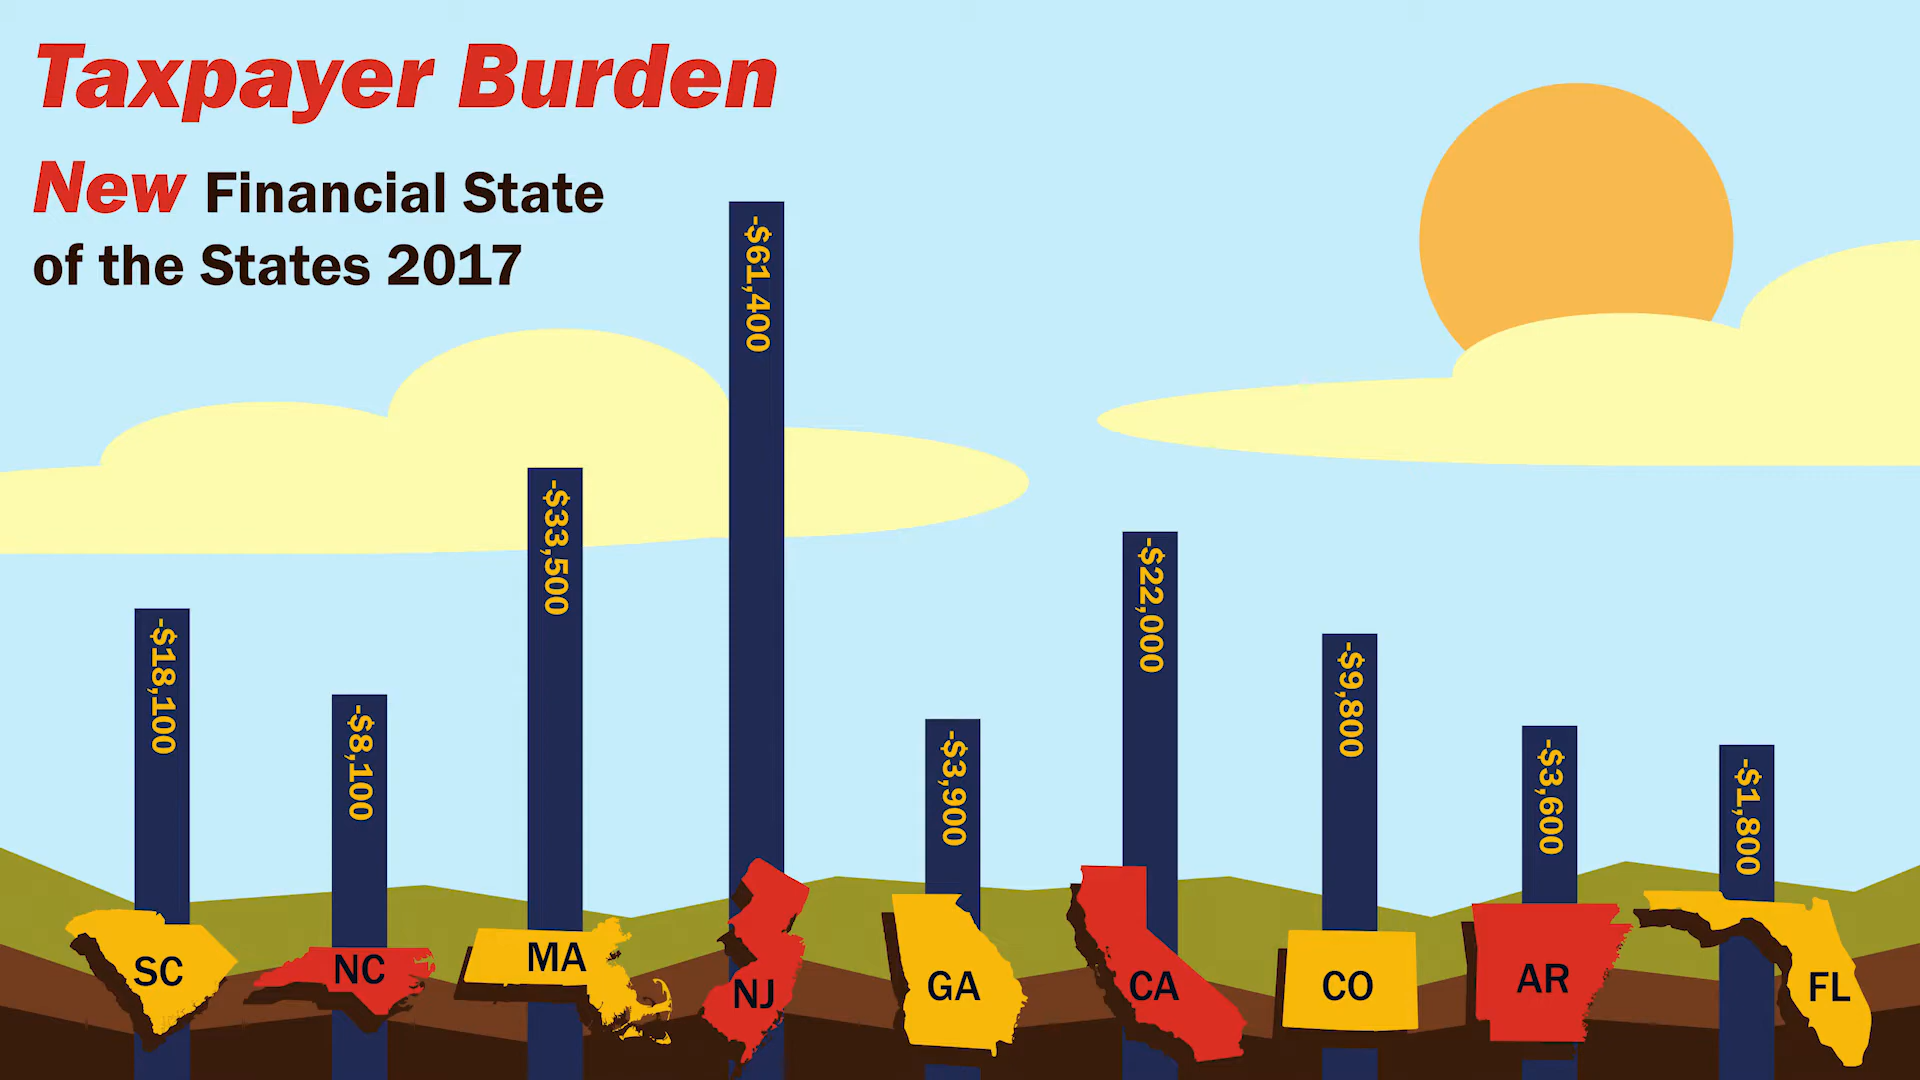 Taxpayer Burden
New Financial State
of the States 2017
-$18,100
-$8,100
-$33,500
-$61,400
-$3,900
-$22,000
-$9,800
-$3,600
-$1,800
SC
NC
MA
NJ
GA
CA
CO
AR
FL